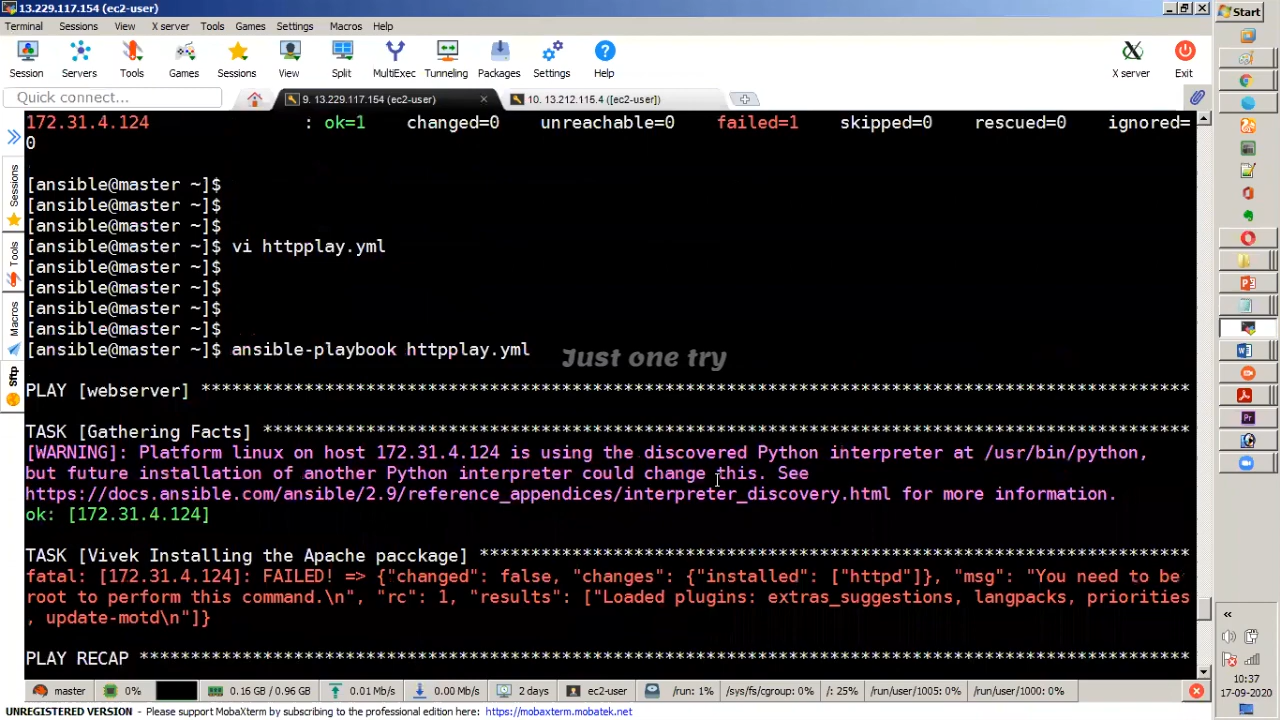 13.229.117.154 (ec2-user)
Start
Terminal Sessions View X server Tools Games Settings Macros Help
Session Servers Tools Games Sessions View Split MultiExec Tunneling Packages Settings Help X server Exit
Quick connect...
9. 13.229.117.154 (ec2-user)
10. 13.212.115.4 ([ec2-user])
Sessions
Tools
Macros
Sftp
172.31.4.124 : ok=1 changed=0 unreachable=0 failed=1 skipped=0 rescued=0 ignored=
0
[ansible@master ~]$
[ansible@master ~]$
[ansible@master ~]$
[ansible@master ~]$ vi httpplay.yml
[ansible@master ~]$
[ansible@master ~]$
[ansible@master ~]$
[ansible@master ~]$
[ansible@master ~]$ ansible-playbook httpplay.yml
Just one try
PLAY [webserver] ************************************************************************************************
TASK [Gathering Facts] ******************************************************************************************
[WARNING]: Platform linux on host 172.31.4.124 is using the discovered Python interpreter at /usr/bin/python,
but future installation of another Python interpreter could change this. See
https://docs.ansible.com/ansible/2.9/reference_appendices/interpreter_discovery.html for more information.
ok: [172.31.4.124]
TASK [Vivek Installing the Apache pacckage] *********************************************************************
fatal: [172.31.4.124]: FAILED! => {"changed": false, "changes": {"installed": ["httpd"]}, "msg": "You need to be
root to perform this command.\n", "rc": 1, "results": ["Loaded plugins: extras_suggestions, langpacks, priorities
, update-motd\n"]}
PLAY RECAP ******************************************************************************************************
master 0% 0.16 GB / 0.96 GB 0.01 Mb/s 0.00 Mb/s 2 days ec2-user /run: 1% /sys/fs/cgroup: 0% /: 25% /run/user/1005: 0% /run/user/1000: 0%
UNREGISTERED VERSION - Please support MobaXterm by subscribing to the professional edition here: https://mobaxterm.mobatek.net
10:37
17-09-2020